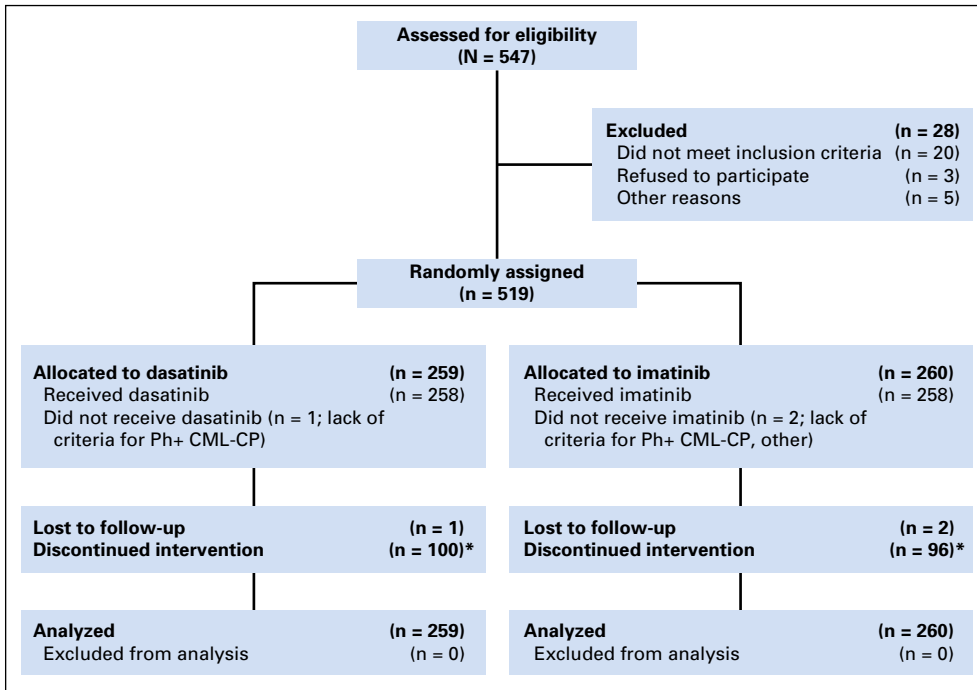 Assessed for eligibility
(N = 547)
Excluded (n = 28)
Did not meet inclusion criteria (n = 20)
Refused to participate (n = 3)
Other reasons (n = 5)
Randomly assigned
(n = 519)
Allocated to dasatinib (n = 259)
Received dasatinib (n = 258)
Did not receive dasatinib (n = 1; lack of
criteria for Ph+ CML-CP)
Allocated to imatinib (n = 260)
Received imatinib (n = 258)
Did not receive imatinib (n = 2; lack of
criteria for Ph+ CML-CP, other)
Lost to follow-up (n = 1)
Discontinued intervention (n = 100)*
Lost to follow-up (n = 2)
Discontinued intervention (n = 96)*
Analyzed (n = 259)
Excluded from analysis (n = 0)
Analyzed (n = 260)
Excluded from analysis (n = 0)